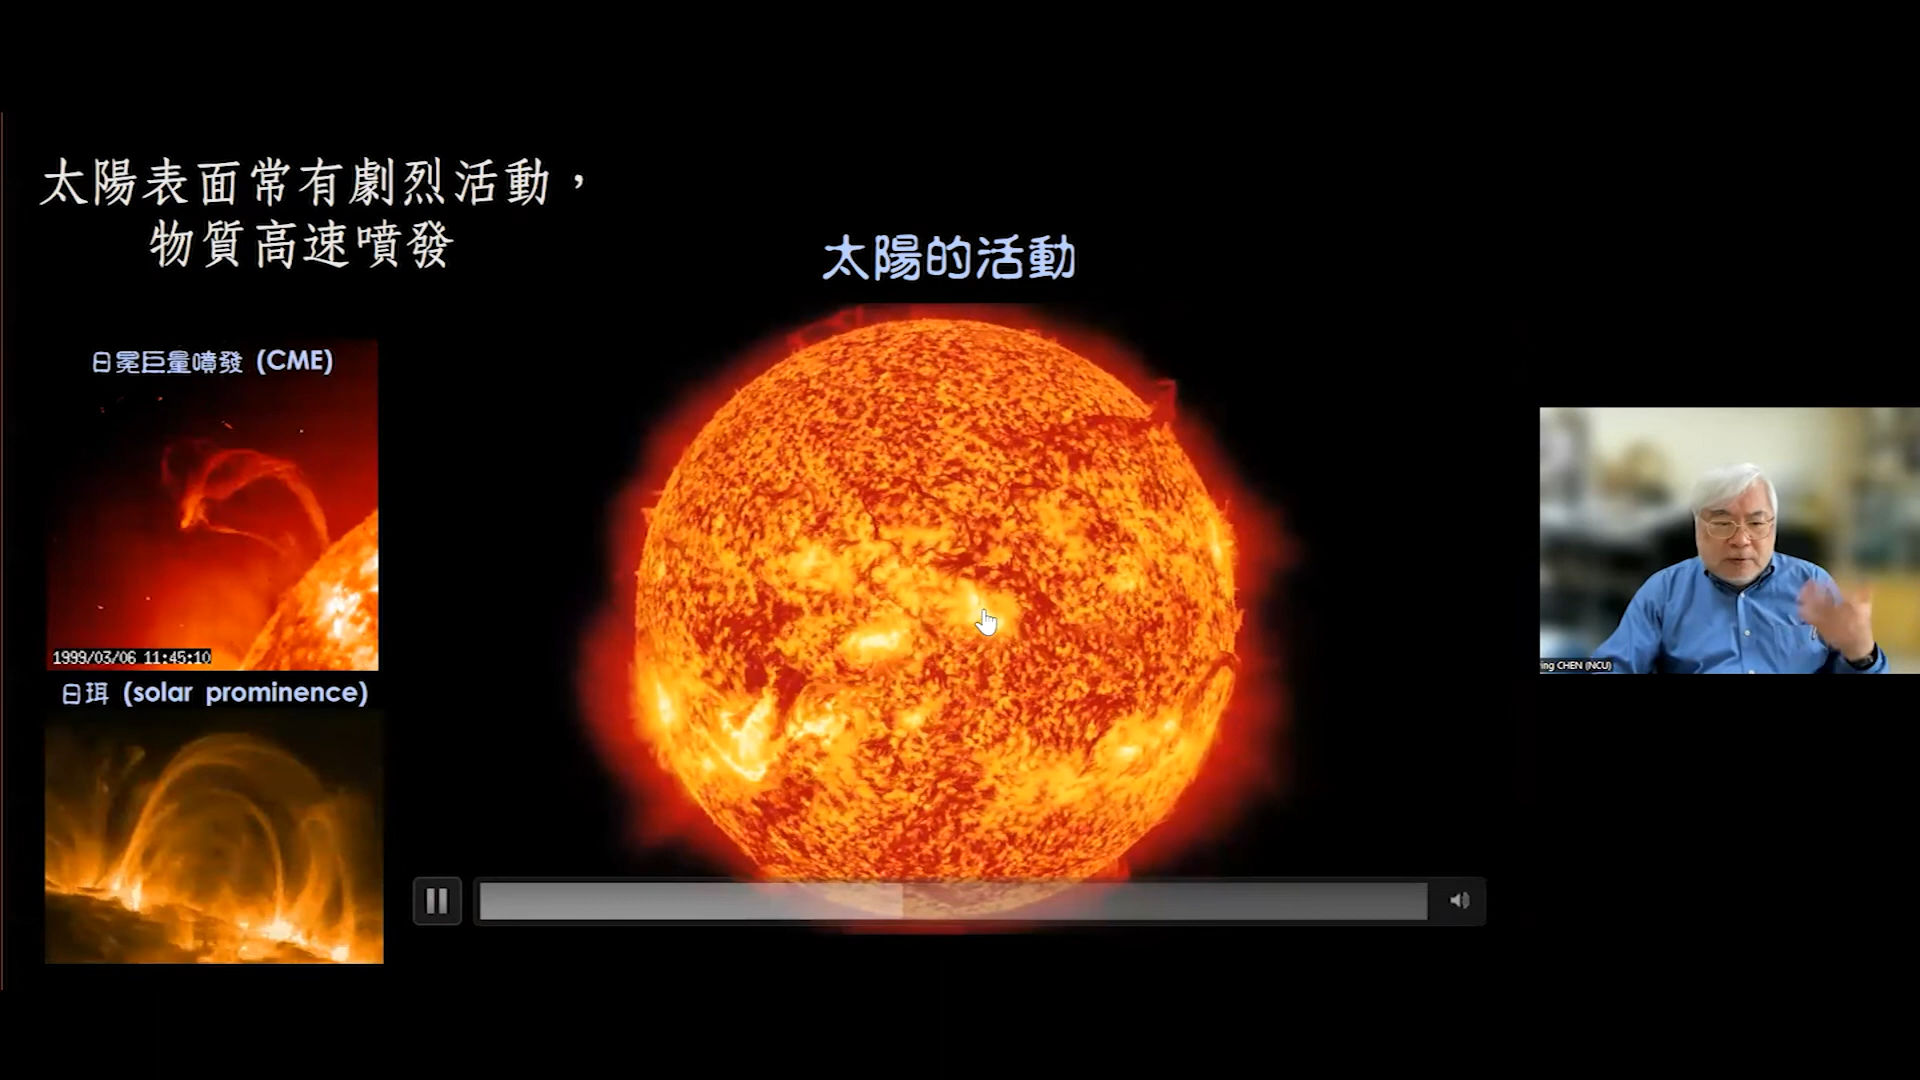 太陽表面常有劇烈活動，
物質高速噴發
太陽的活動
日冕巨量噴發 (CME)
1999/03/06 11:45:10
日珥 (solar prominence)
ing CHEN (NCU)